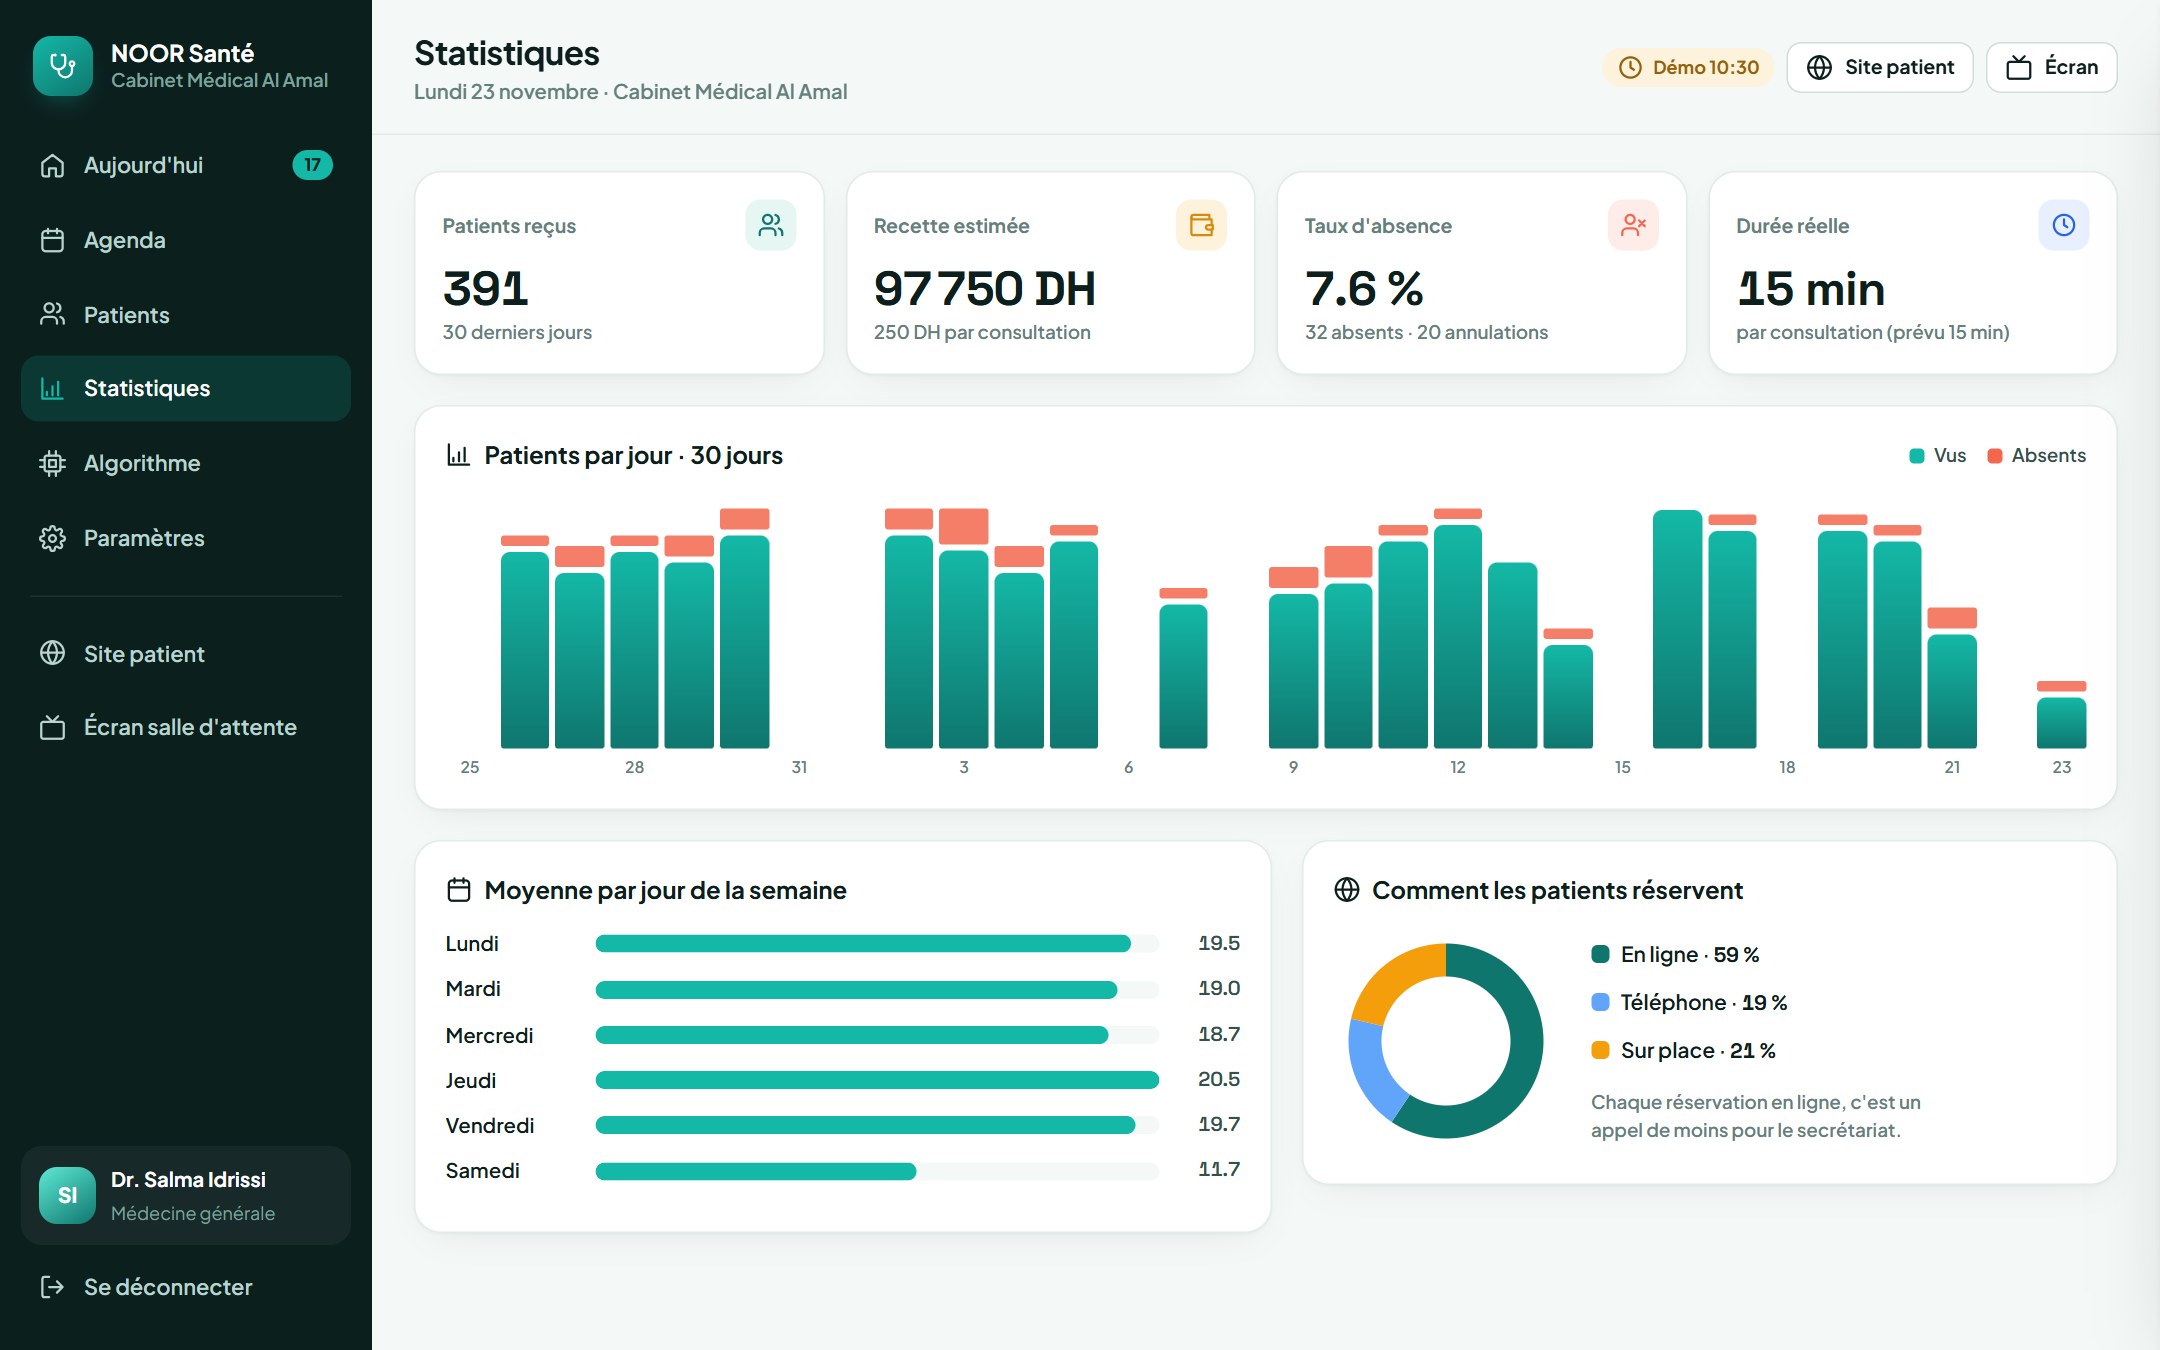 NOOR Santé
Cabinet Médical Al Amal
Aujourd'hui 17
Agenda
Patients
Statistiques
Algorithme
Paramètres
Site patient
Écran salle d'attente
SI
Dr. Salma Idrissi
Médecine générale
Se déconnecter
Statistiques
Lundi 23 novembre · Cabinet Médical Al Amal
Démo 10:30
Site patient
Écran
Patients reçus
391
30 derniers jours
Recette estimée
97 750 DH
250 DH par consultation
Taux d'absence
7.6 %
32 absents · 20 annulations
Durée réelle
15 min
par consultation (prévu 15 min)
Patients par jour · 30 jours
Vus Absents
25 28 31 3 6 9 12 15 18 21 23
Moyenne par jour de la semaine
Lundi 19.5
Mardi 19.0
Mercredi 18.7
Jeudi 20.5
Vendredi 19.7
Samedi 11.7
Comment les patients réservent
En ligne · 59 %
Téléphone · 19 %
Sur place · 21 %
Chaque réservation en ligne, c'est un
appel de moins pour le secrétariat.